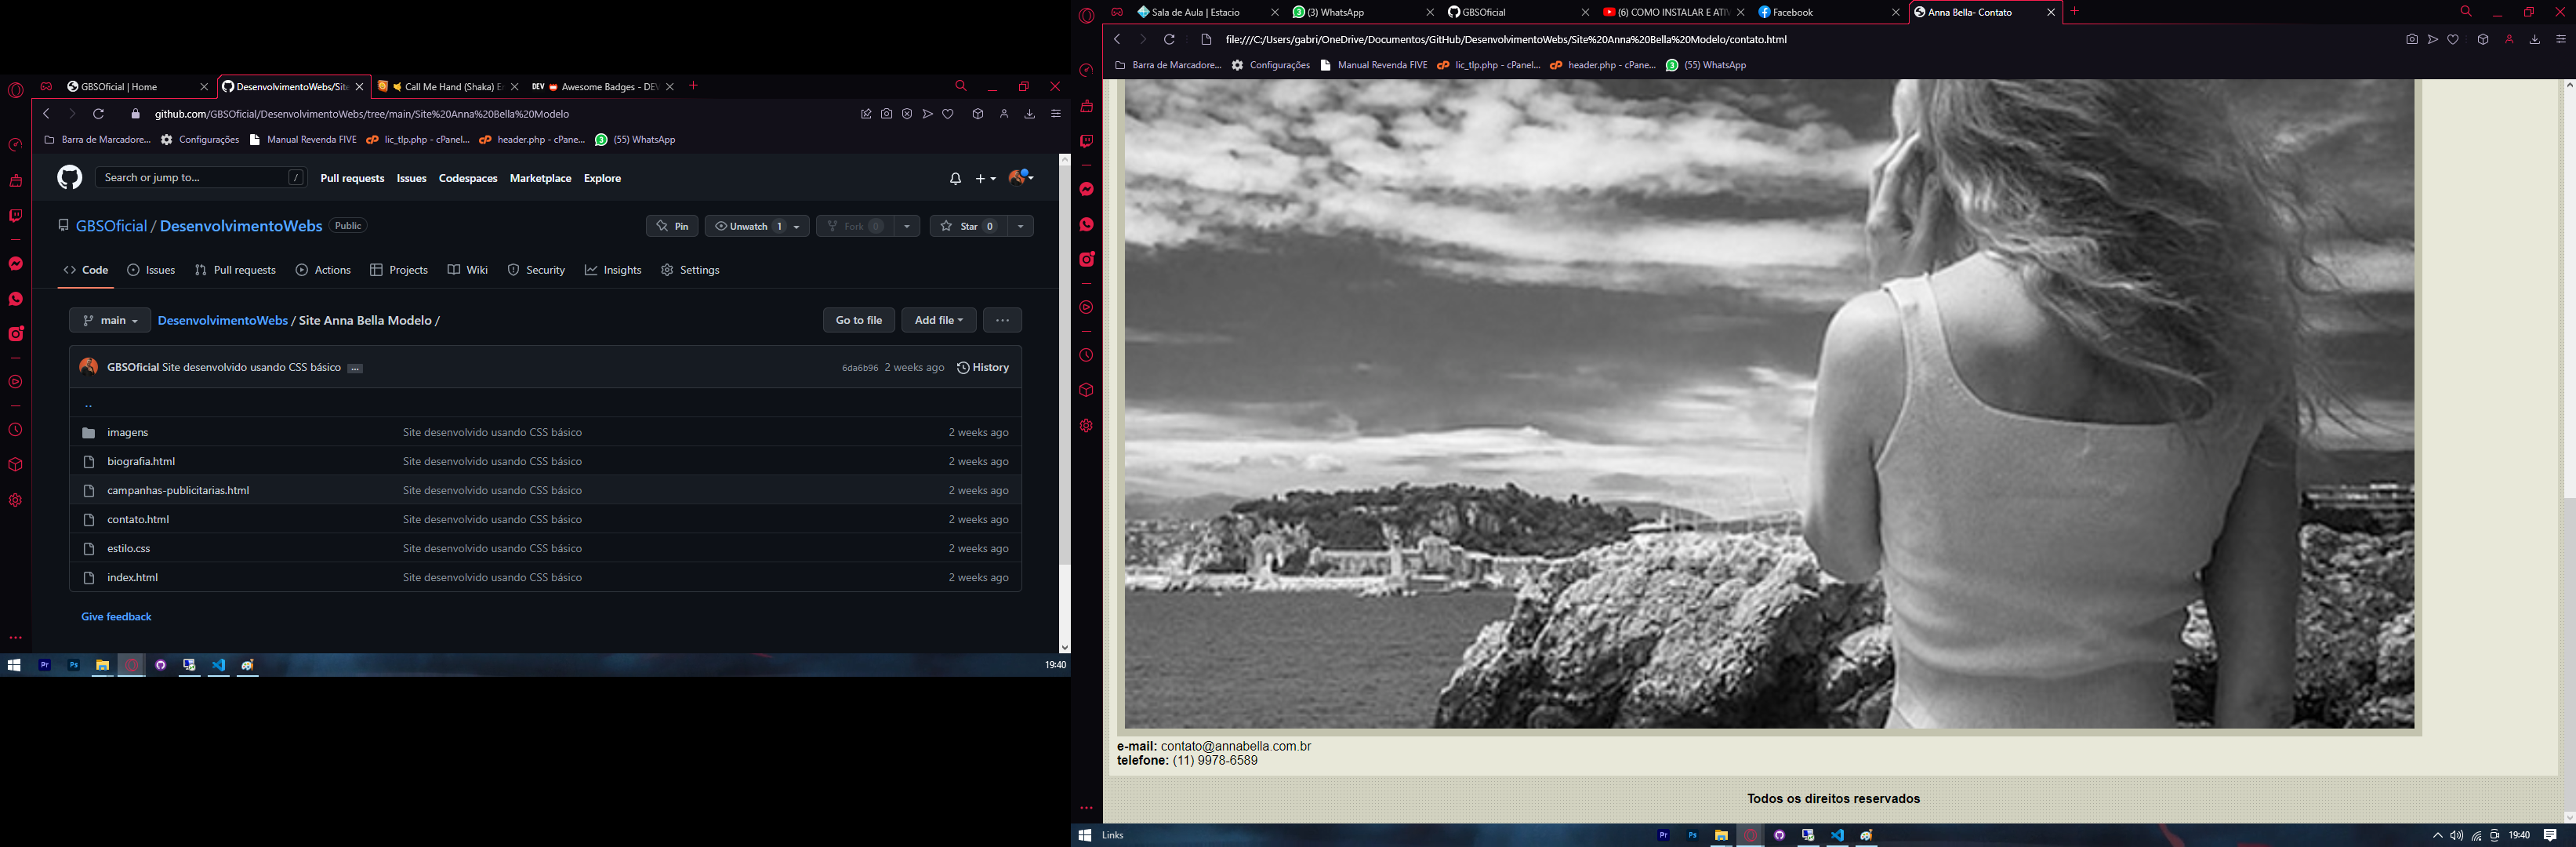 GBSOficial | Home
DesenvolvimentoWebs/Site
Call Me Hand (Shaka) E
DEV Awesome Badges - DEV
github.com/GBSOficial/DesenvolvimentoWebs/tree/main/Site%20Anna%20Bella%20Modelo
Barra de Marcadore... Configurações Manual Revenda FIVE lic_tlp.php - cPanel... header.php - cPane... (55) WhatsApp
Search or jump to... / Pull requests Issues Codespaces Marketplace Explore
GBSOficial / DesenvolvimentoWebs Public
Pin Unwatch 1 Fork 0 Star 0
Code Issues Pull requests Actions Projects Wiki Security Insights Settings
main DesenvolvimentoWebs / Site Anna Bella Modelo / Go to file Add file ...
GBSOficial Site desenvolvido usando CSS básico ... 6da6b96 2 weeks ago History
..
imagens Site desenvolvido usando CSS básico 2 weeks ago
biografia.html Site desenvolvido usando CSS básico 2 weeks ago
campanhas-publicitarias.html Site desenvolvido usando CSS básico 2 weeks ago
contato.html Site desenvolvido usando CSS básico 2 weeks ago
estilo.css Site desenvolvido usando CSS básico 2 weeks ago
index.html Site desenvolvido usando CSS básico 2 weeks ago
Give feedback
Pr Ps 19:40
Sala de Aula | Estacio
(3) WhatsApp
GBSOficial
(6) COMO INSTALAR E ATIV
Facebook
Anna Bella- Contato
file:///C:/Users/gabri/OneDrive/Documentos/GitHub/DesenvolvimentoWebs/Site%20Anna%20Bella%20Modelo/contato.html
Barra de Marcadore... Configurações Manual Revenda FIVE lic_tlp.php - cPanel... header.php - cPane... (55) WhatsApp
e-mail: contato@annabella.com.br
telefone: (11) 9978-6589
Todos os direitos reservados
Links Pr Ps 19:40